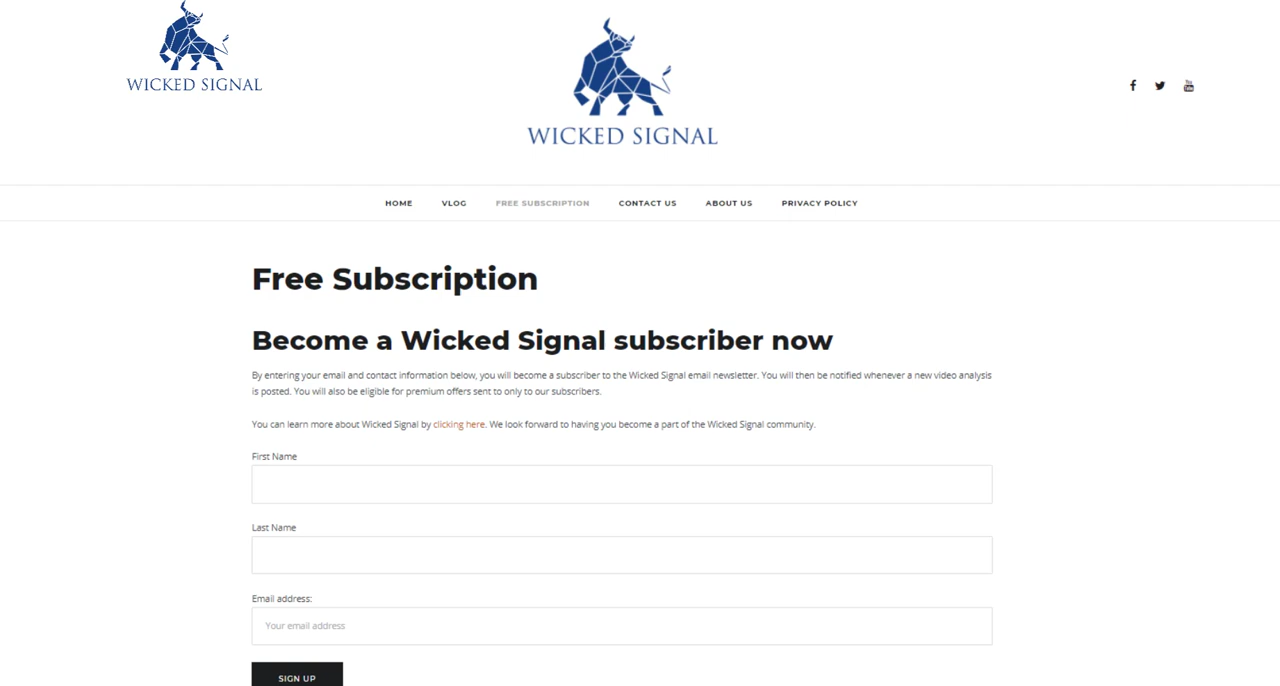 WICKED SIGNAL
WICKED SIGNAL
HOME VLOG FREE SUBSCRIPTION CONTACT US ABOUT US PRIVACY POLICY
Free Subscription
Become a Wicked Signal subscriber now
By entering your email and contact information below, you will become a subscriber to the Wicked Signal email newsletter. You will then be notified whenever a new video analysis
is posted. You will also be eligible for premium offers sent to only to our subscribers.
You can learn more about Wicked Signal by clicking here. We look forward to having you become a part of the Wicked Signal community.
First Name
Last Name
Email address:
Your email address
SIGN UP